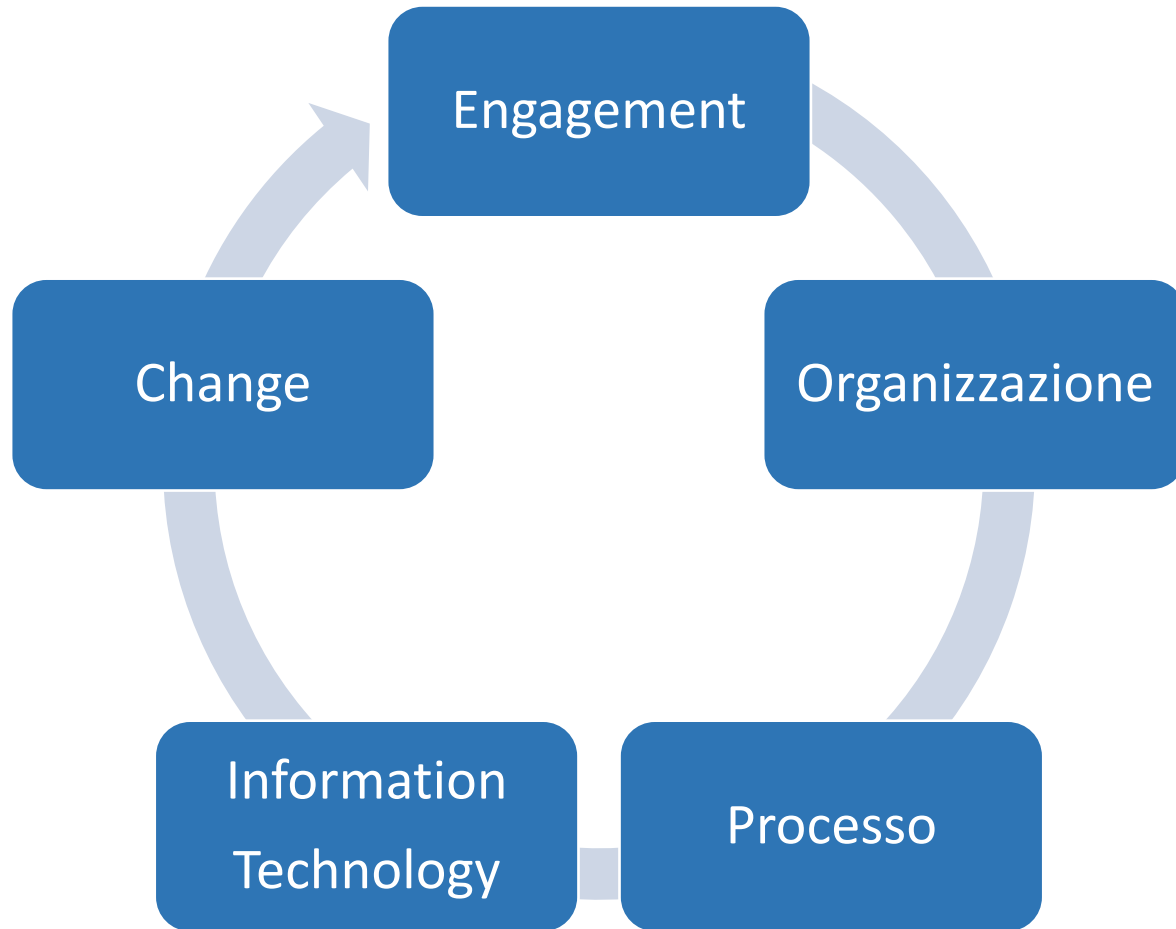 Engagement
Organizzazione
Processo
Information
Technology
Change